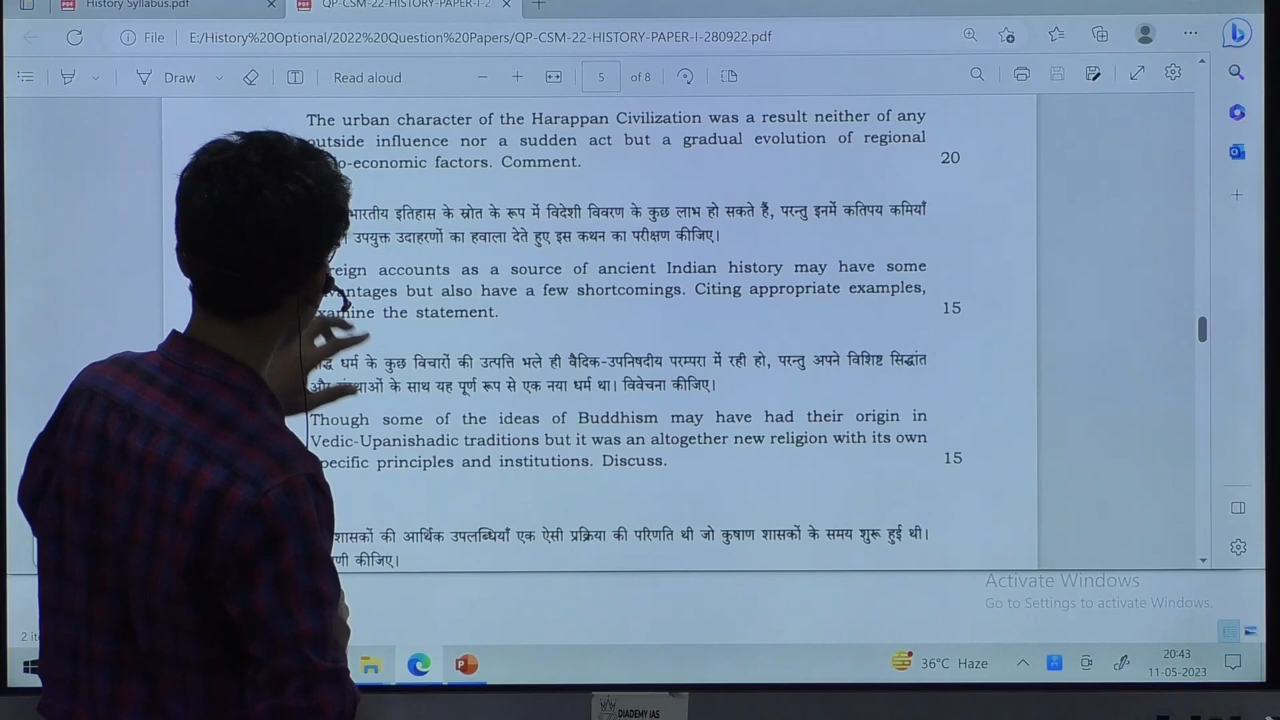 History Syllabus.pdf
QP-CSM-22-HISTORY-PAPER-I-2
File E:/History%20Optional/2022%20Question%20Papers/QP-CSM-22-HISTORY-PAPER-I-280922.pdf
Draw Read aloud 5 of 8
The urban character of the Harappan Civilization was a result neither of any
outside influence nor a sudden act but a gradual evolution of regional
-economic factors. Comment. 20
भारतीय इतिहास के स्रोत के रूप में विदेशी विवरण के कुछ लाभ हो सकते हैं, परन्तु इनमें कतिपय कमियाँ
उपयुक्त उदाहरणों का हवाला देते हुए इस कथन का परीक्षण कीजिए।
reign accounts as a source of ancient Indian history may have some
vantages but also have a few shortcomings. Citing appropriate examples,
xamine the statement. 15
धर्म के कुछ विचारों की उत्पत्ति भले ही वैदिक-उपनिषदीय परम्परा में रही हो, परन्तु अपने विशिष्ट सिद्धांत
और संस्थाओं के साथ यह पूर्ण रूप से एक नया धर्म था। विवेचना कीजिए।
Though some of the ideas of Buddhism may have had their origin in
Vedic-Upanishadic traditions but it was an altogether new religion with its own
specific principles and institutions. Discuss. 15
शासकों की आर्थिक उपलब्धियाँ एक ऐसी प्रक्रिया की परिणति थी जो कुषाण शासकों के समय शुरू हुई थी।
णी कीजिए।
Activate Windows
Go to Settings to activate Windows.
36°C Haze
20:43
11-05-2023
DIADEMY IAS